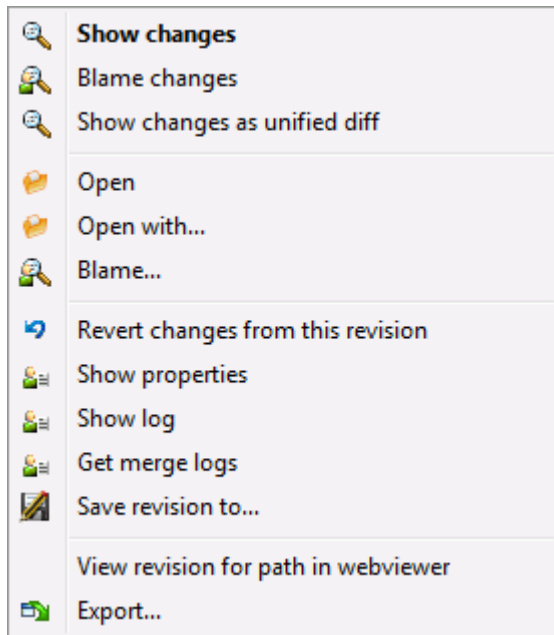 Show changes
Blame changes
Show changes as unified diff
Open
Open with...
Blame...
Revert changes from this revision
Show properties
Show log
Get merge logs
Save revision to...
View revision for path in webviewer
Export...